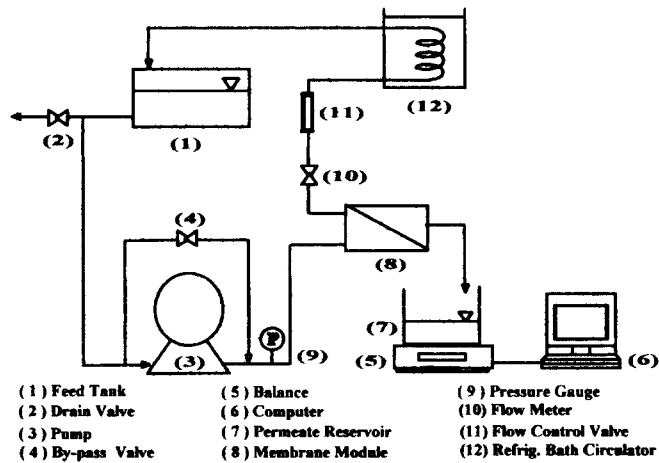 (12)
(11)
(2)
(1)
(10)
(4)
(8)
P
(7)
(3)
(9)
(5)
(6)
(1) Feed Tank
(2) Drain Valve
(3) Pump
(4) By-pass Valve
(5) Balance
(6) Computer
(7) Permeate Reservoir
(8) Membrane Module
(9) Pressure Gauge
(10) Flow Meter
(11) Flow Control Valve
(12) Refrig. Bath Circulator